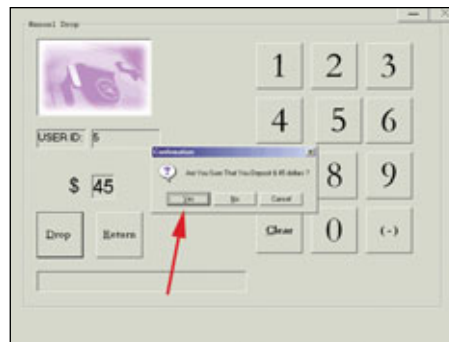 Manual Drop
1 2 3
4 5 6
USER ID: 5
Confirmation
Are You Sure That You Deposit $ 45 dollars ?
8 9
$ 45
Yes No Cancel
Drop Return Clear 0 (-)